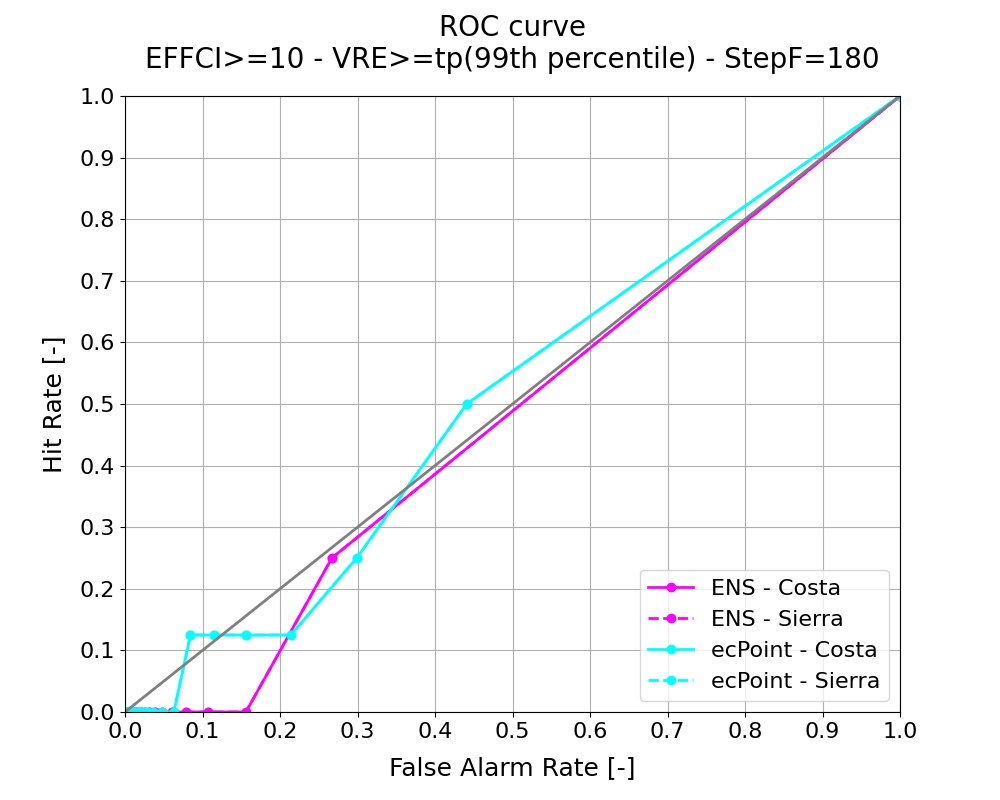 ROC curve
EFFCI>=10 - VRE>=tp(99th percentile) - StepF=180
1.0
0.9
0.8
0.7
0.6
0.5
0.4
0.3
0.2
0.1
0.0
Hit Rate [-]
ENS - Costa
ENS - Sierra
ecPoint - Costa
ecPoint - Sierra
0.0 0.1 0.2 0.3 0.4 0.5 0.6 0.7 0.8 0.9 1.0
False Alarm Rate [-]